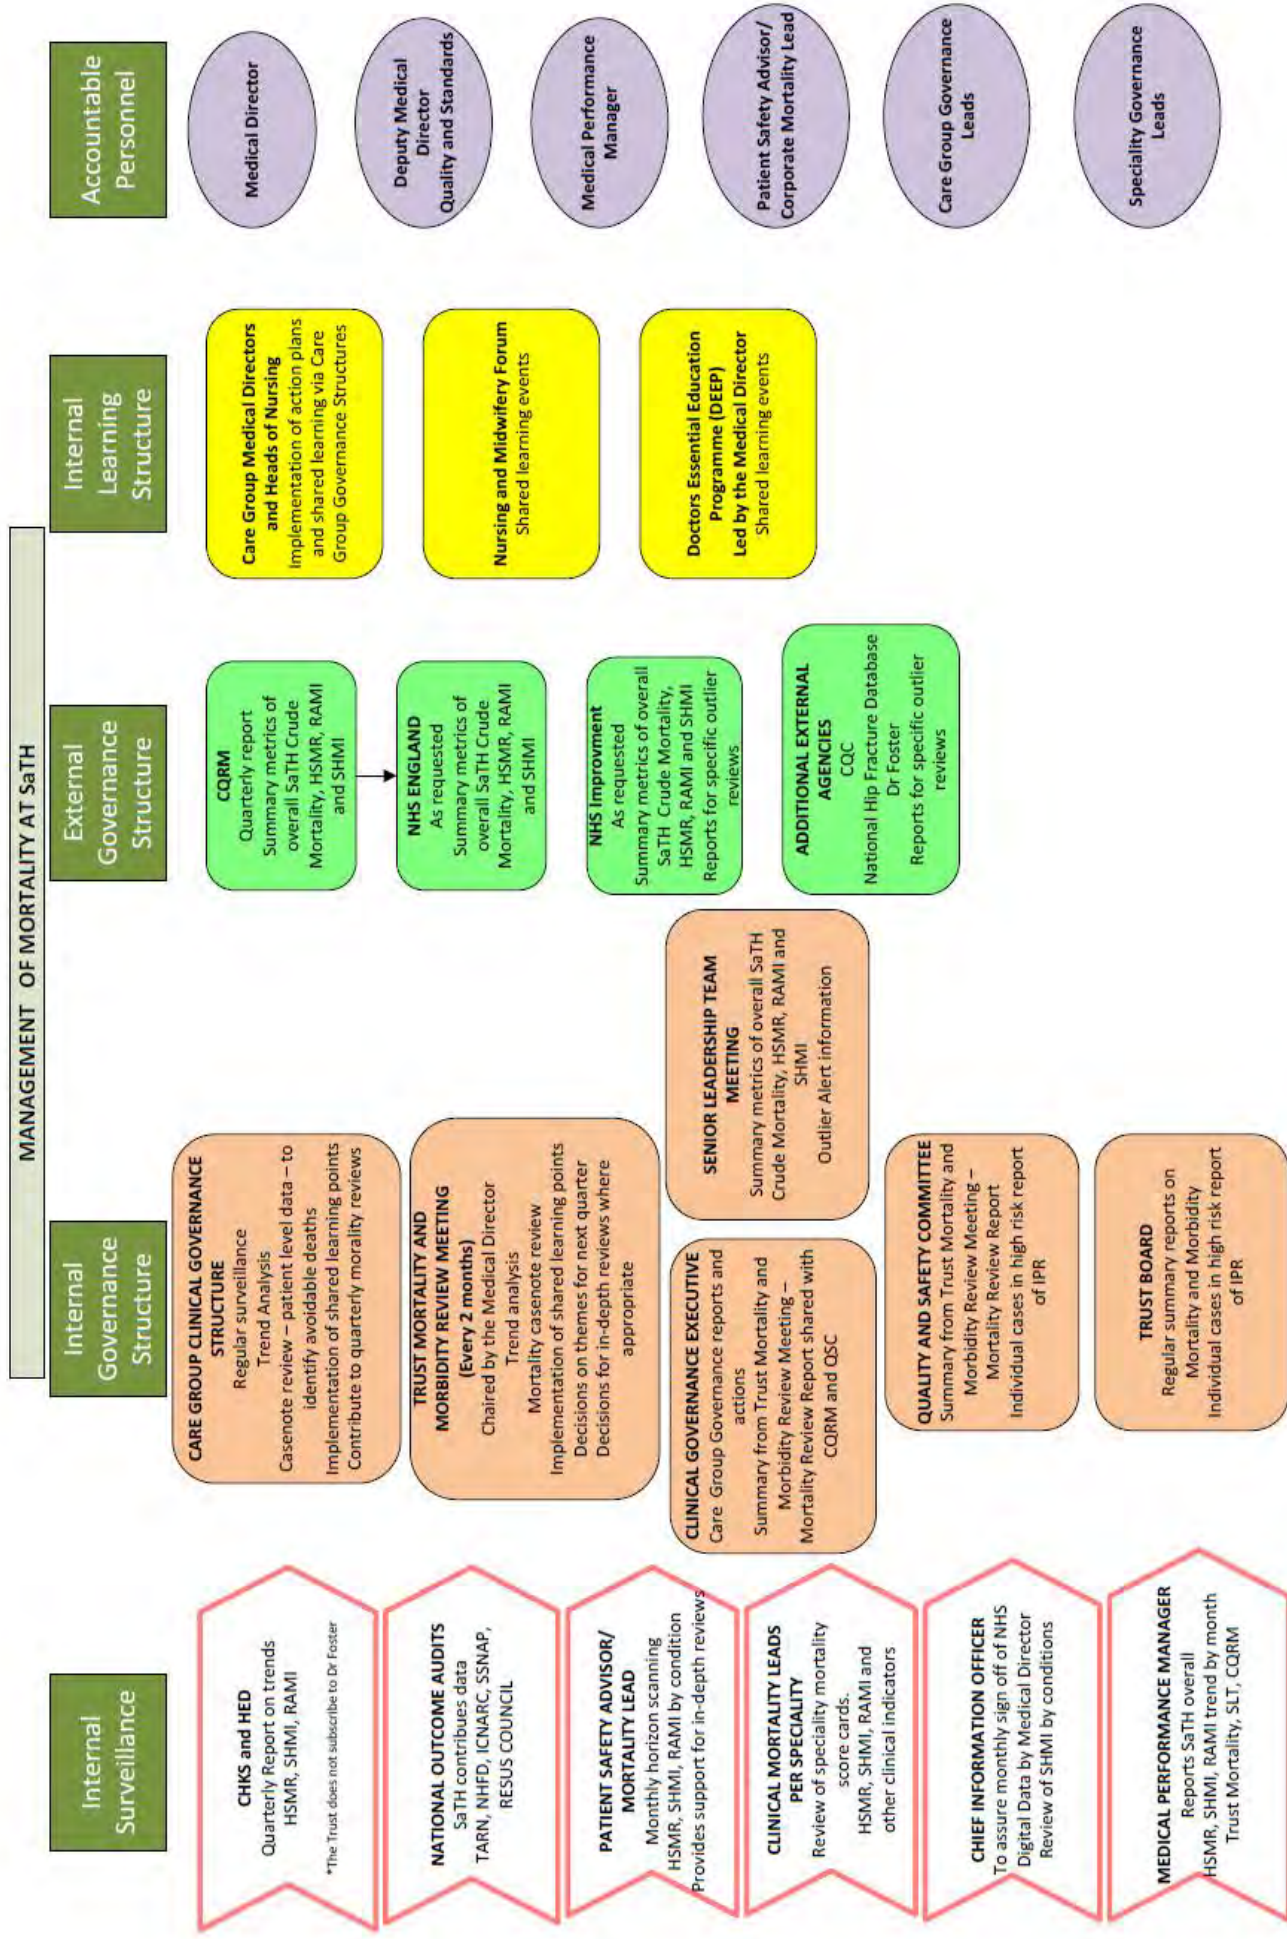 MANAGEMENT OF MORTALITY AT SaTH
Internal
Surveillance
CHKS and HED
Quarterly Report on trends
HSMR, SHMI, RAMI
*The Trust does not subscribe to Dr Foster
NATIONAL OUTCOME AUDITS
SaTH contribues data
TARN, NHFD, ICNARC, SSNAP,
RESUS COUNCIL
PATIENT SAFETY ADVISOR/
MORTALITY LEAD
Monthly horizon scanning
HSMR, SHMI, RAMI by condition
Provides support for in-depth reviews
CLINICAL MORTALITY LEADS
PER SPECIALITY
Review of speciality mortality
score cards.
HSMR, SHMI, RAMI and
other clinical indicators
CHIEF INFORMATION OFFICER
To assure monthly sign off of NHS
Digital Data by Medical Director
Review of SHMI by conditions
MEDICAL PERFORMANCE MANAGER
Reports SaTH overall
HSMR, SHMI, RAMI trend by month
Trust Mortality, SLT, CQRM
Internal
Governance
Structure
CARE GROUP CLINICAL GOVERNANCE
STRUCTURE
Regular surveillance
Trend Analysis
Casenote review – patient level data – to
identify avoidable deaths
Implementation of shared learning points
Contribute to quarterly morality reviews
TRUST MORTALITY AND
MORBIDITY REVIEW MEETING
(Every 2 months)
Chaired by the Medical Director
Trend analysis
Mortality casenote review
Implementation of shared learning points
Decisions on themes for next quarter
Decisions for in-depth reviews where
appropriate
CLINICAL GOVERNANCE EXECUTIVE
Care Group Governance reports and
actions
Summary from Trust Mortality and
Morbidity Review Meeting –
Mortality Review Report shared with
CQRM and QSC
SENIOR LEADERSHIP TEAM
MEETING
Summary metrics of overall SaTH
Crude Mortality, HSMR, RAMI and
SHMI
Outlier Alert information
QUALITY AND SAFETY COMMITTEE
Summary from Trust Mortality and
Morbidity Review Meeting –
Mortality Review Report
Individual cases in high risk report
of IPR
TRUST BOARD
Regular summary reports on
Mortality and Morbidity
Individual cases in high risk report
of IPR
External
Governance
Structure
CQRM
Quarterly report
Summary metrics of
overall SaTH Crude
Mortality, HSMR, RAMI
and SHMI
NHS ENGLAND
As requested
Summary metrics of
overall SaTH Crude
Mortality, HSMR, RAMI
and SHMI
NHS Improvment
As requested
Summary metrics of overall
SaTH Crude Mortality,
HSMR, RAMI and SHMI
Reports for specific outlier
reviews
ADDITIONAL EXTERNAL
AGENCIES
CQC
National Hip Fracture Database
Dr Foster
Reports for specific outlier
reviews
Internal
Learning
Structure
Care Group Medical Directors
and Heads of Nursing
Implementation of action plans
and shared learning via Care
Group Governance Structures
Nursing and Midwifery Forum
Shared learning events
Doctors Essential Education
Programme (DEEP)
Led by the Medical Director
Shared learning events
Accountable
Personnel
Medical Director
Deputy Medical
Director
Quality and Standards
Medical Performance
Manager
Patient Safety Advisor/
Corporate Mortality Lead
Care Group Governance
Leads
Speciality Governance
Leads